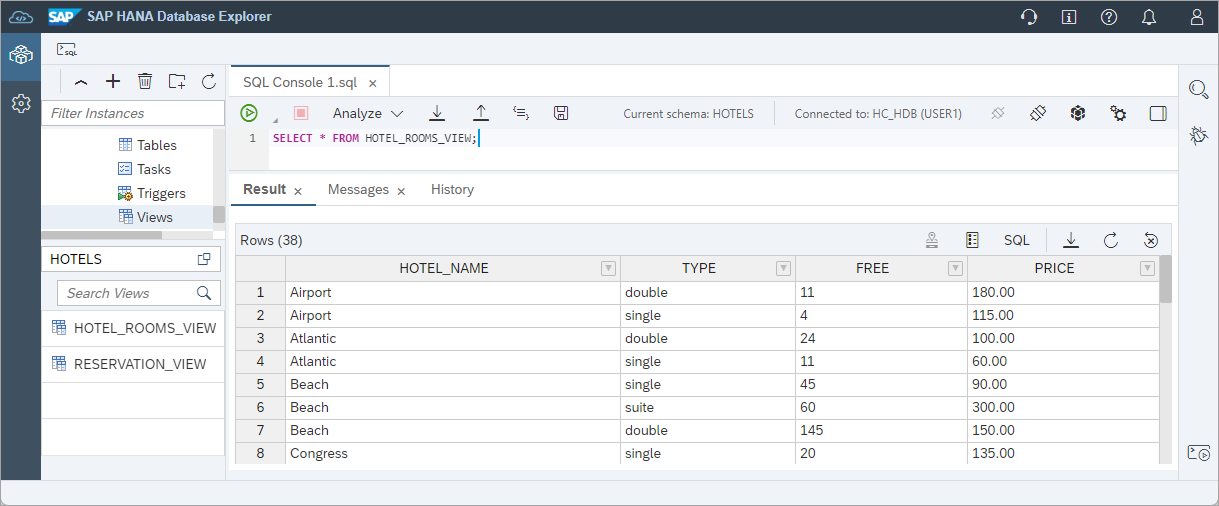 SAP SAP HANA Database Explorer
SQL
SQL Console 1.sql
Filter Instances
Analyze Current schema: HOTELS Connected to: HC_HDB (USER1)
1 SELECT * FROM HOTEL_ROOMS_VIEW;
Tables
Tasks
Triggers
Views
HOTELS
Search Views
HOTEL_ROOMS_VIEW
RESERVATION_VIEW
Result Messages History
Rows (38) SQL
HOTEL_NAME TYPE FREE PRICE
1 Airport double 11 180.00
2 Airport single 4 115.00
3 Atlantic double 24 100.00
4 Atlantic single 11 60.00
5 Beach single 45 90.00
6 Beach suite 60 300.00
7 Beach double 145 150.00
8 Congress single 20 135.00